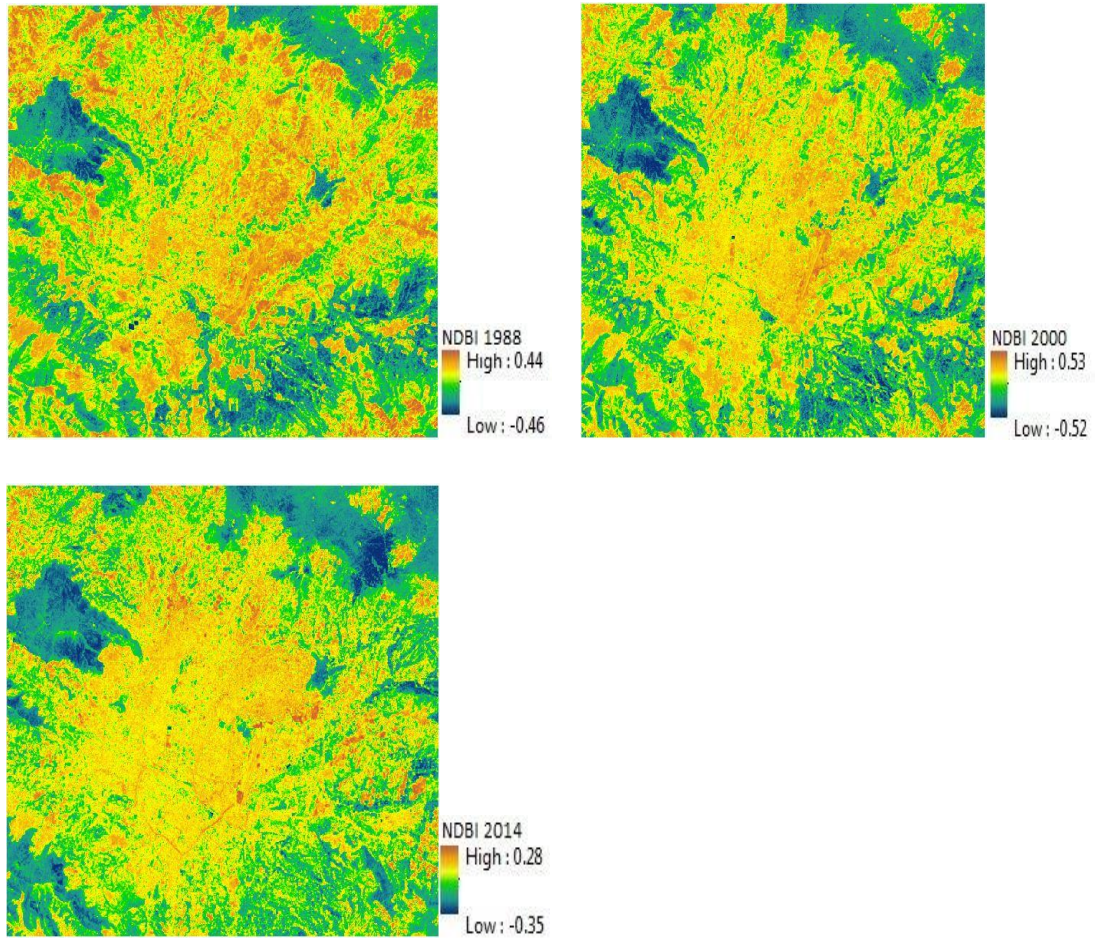 NDBI 1988
High : 0.44
Low : -0.46
NDBI 2000
High : 0.53
Low : -0.52
NDBI 2014
High : 0.28
Low : -0.35